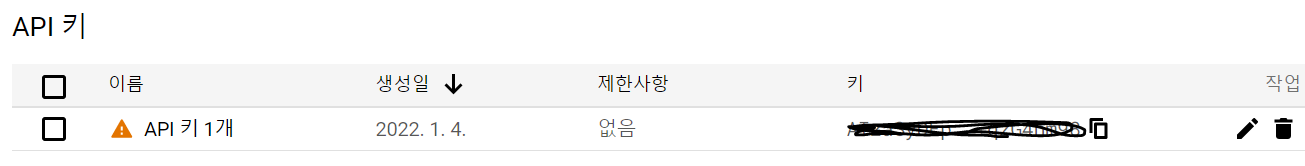 API 키
이름 생성일 제한사항 키 작업
API 키 1개 2022. 1. 4. 없음